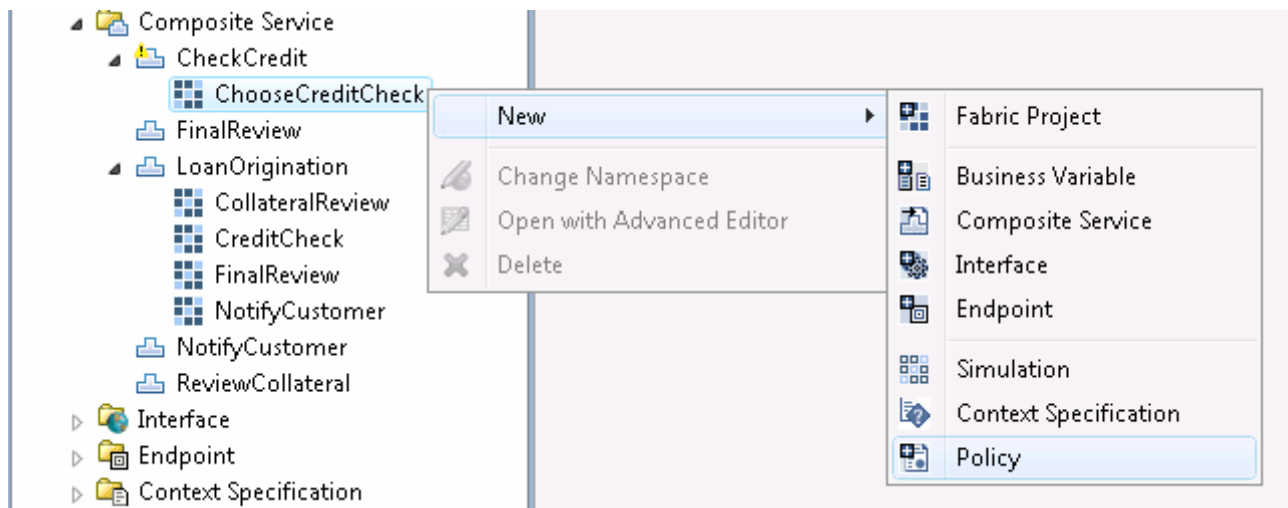 Composite Service
CheckCredit
ChooseCreditCheck
FinalReview
LoanOrigination
CollateralReview
CreditCheck
FinalReview
NotifyCustomer
NotifyCustomer
ReviewCollateral
Interface
Endpoint
Context Specification
New
Change Namespace
Open with Advanced Editor
Delete
Fabric Project
Business Variable
Composite Service
Interface
Endpoint
Simulation
Context Specification
Policy